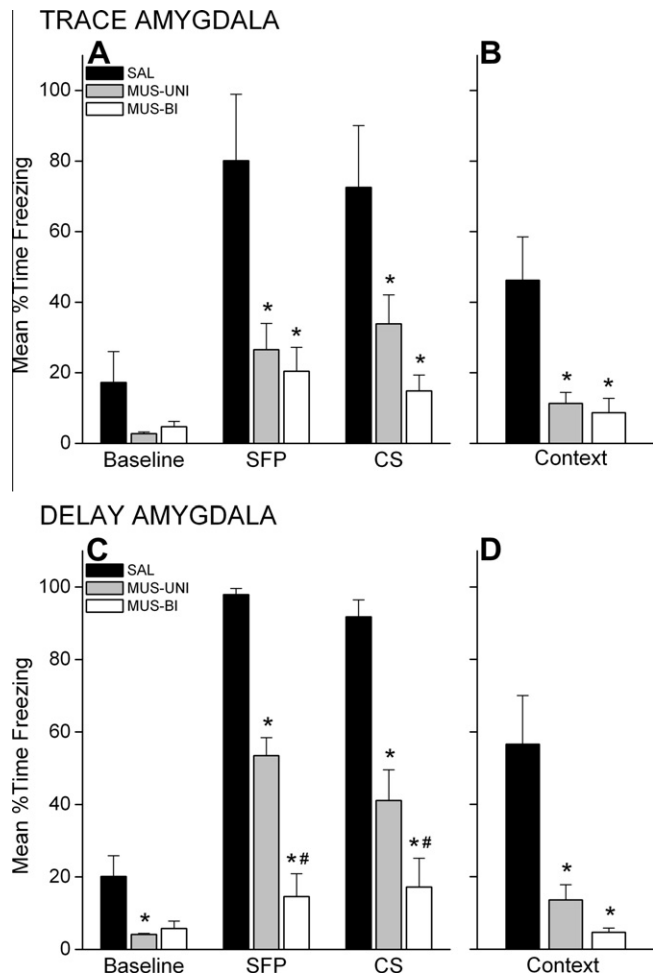 TRACE AMYGDALA
A
SAL
MUS-UNI
MUS-BI
B
Mean %Time Freezing
100
80
60
40
20
0
* * * *
* *
Baseline SFP CS
Context
DELAY AMYGDALA
C
SAL
MUS-UNI
MUS-BI
D
Mean %Time Freezing
100
80
60
40
20
0
* * *# * *#
* *
Baseline SFP CS
Context